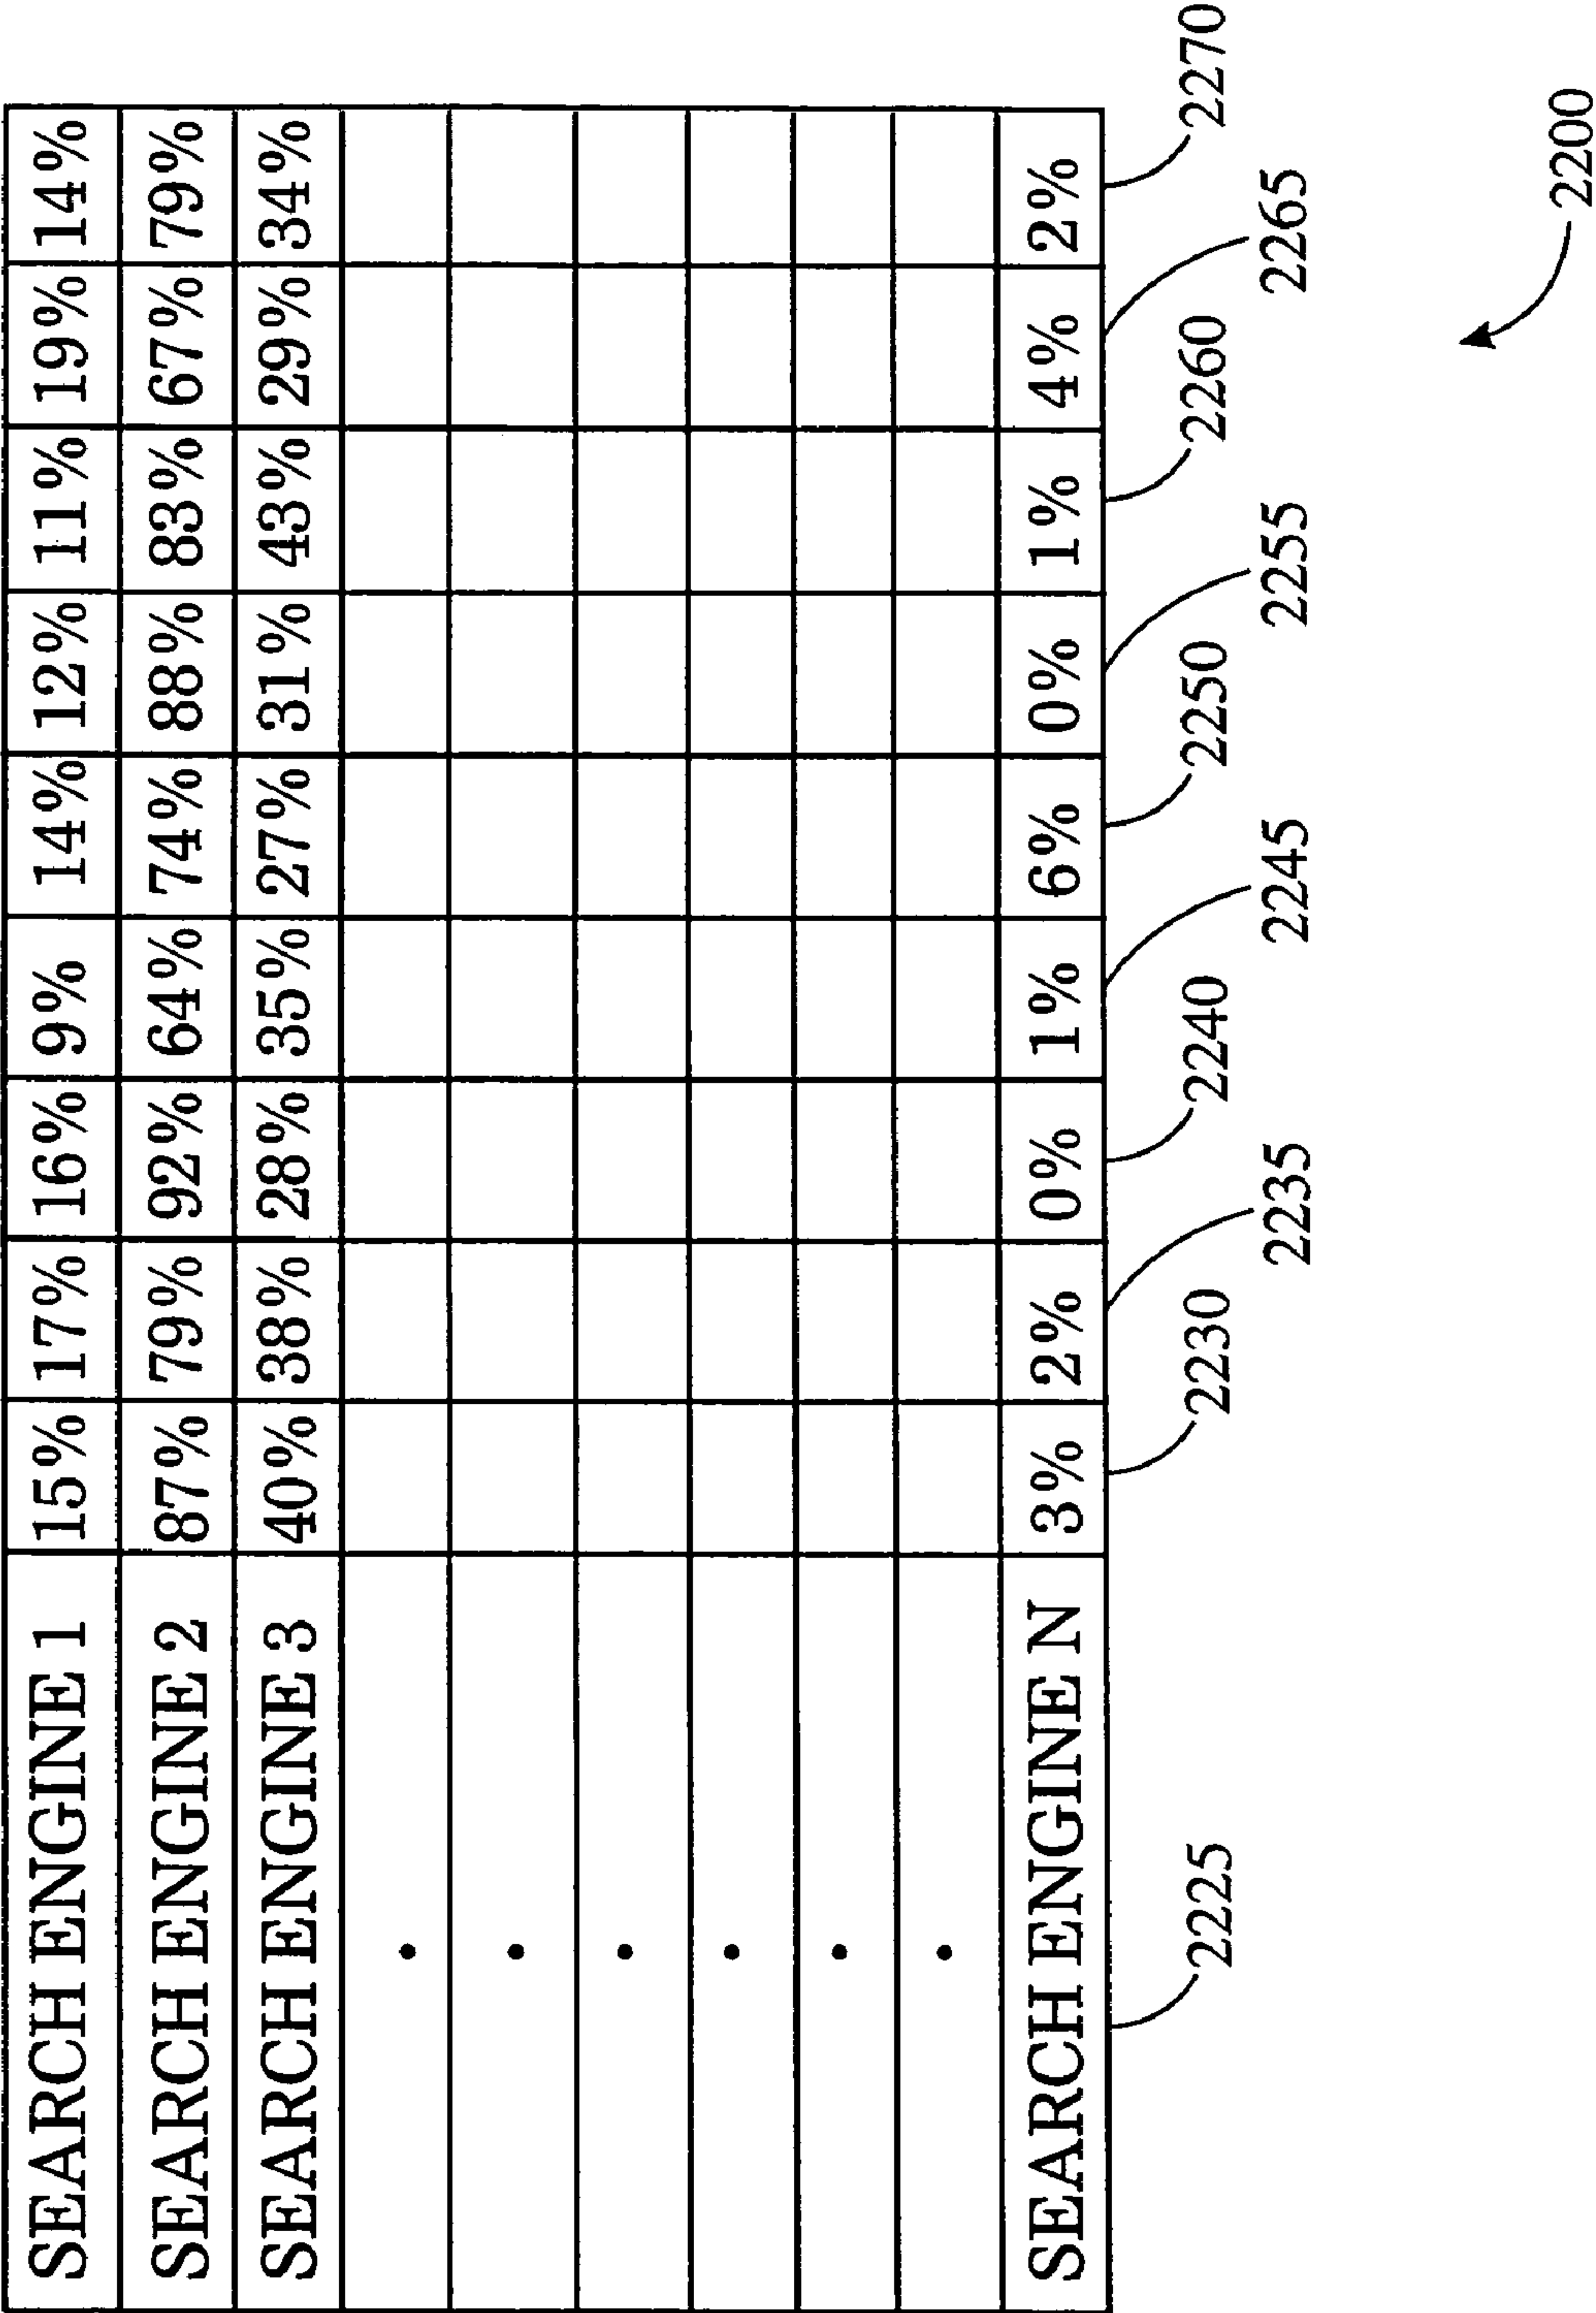 SEARCH ENGINE 1 15% 17% 16% 9% 14% 12% 11% 19% 14%
SEARCH ENGINE 2 87% 79% 92% 64% 74% 88% 83% 67% 79%
SEARCH ENGINE 3 40% 38% 28% 35% 27% 31% 43% 29% 34%
.
.
.
.
.
.
SEARCH ENGINE N 3% 2% 0% 1% 6% 0% 1% 4% 2%
2225 2230 2240 2250 2260 2270
2235 2245 2255 2265
2200